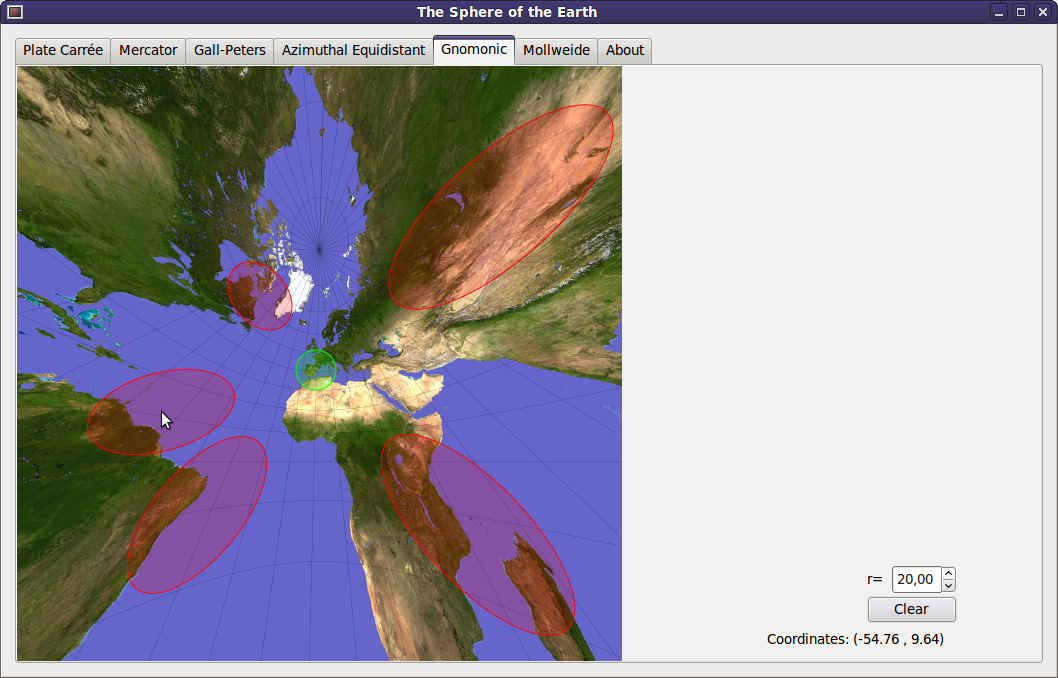 The Sphere of the Earth
Plate Carrée Mercator Gall-Peters Azimuthal Equidistant Gnomonic Mollweide About
r= 20,00
Clear
Coordinates: (-54.76 , 9.64)